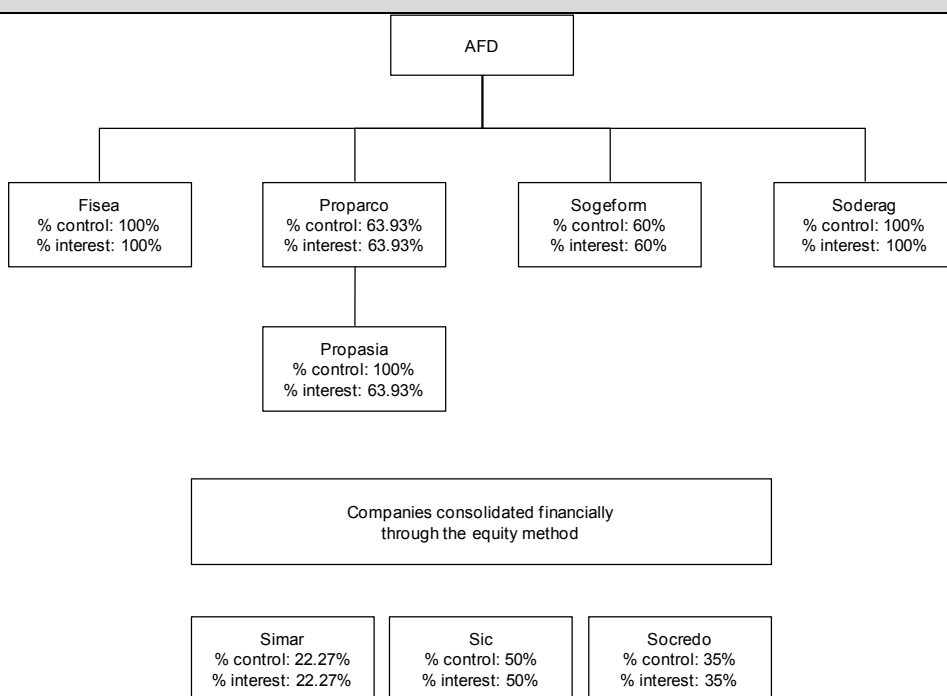 AFD
Fisea
% control: 100%
% interest: 100%
Proparco
% control: 63.93%
% interest: 63.93%
Sogeform
% control: 60%
% interest: 60%
Soderag
% control: 100%
% interest: 100%
Propasia
% control: 100%
% interest: 63.93%
Companies consolidated financially
through the equity method
Simar
% control: 22.27%
% interest: 22.27%
Sic
% control: 50%
% interest: 50%
Socredo
% control: 35%
% interest: 35%